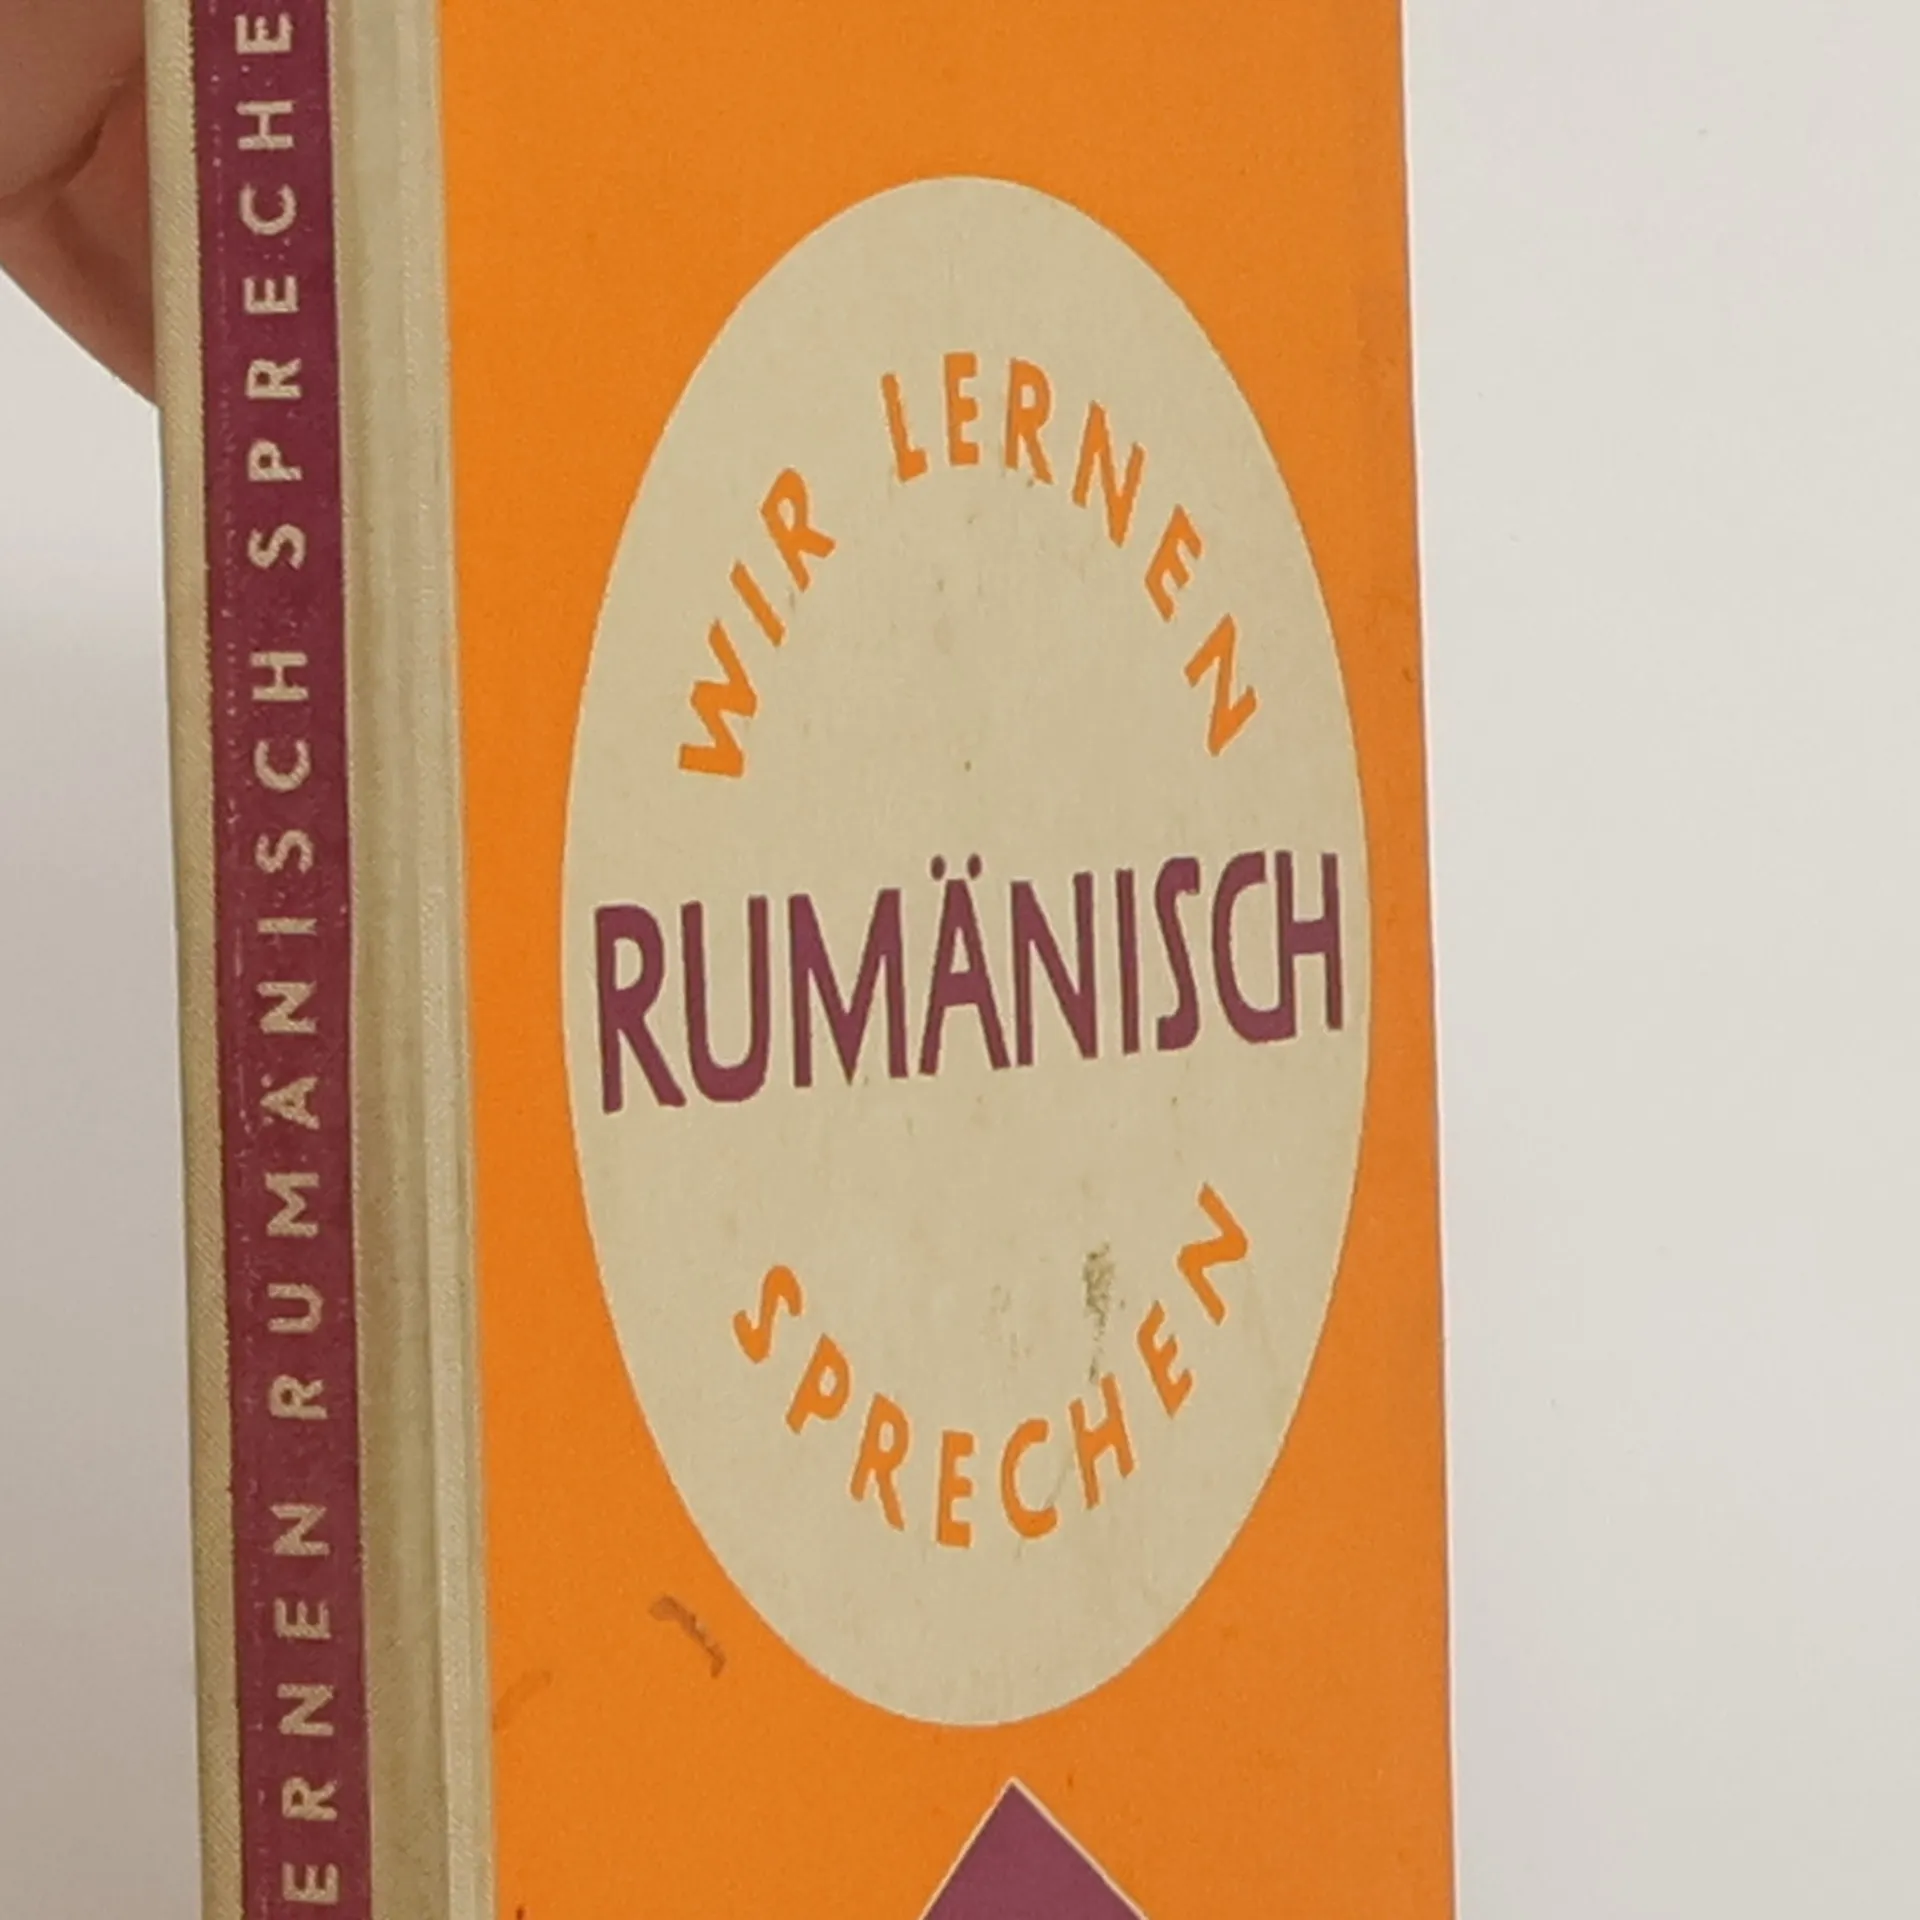 ERNEN RUMÄNISCH SPRECHE
WIR LERNEN
RUMÄNISCH
SPRECHEN